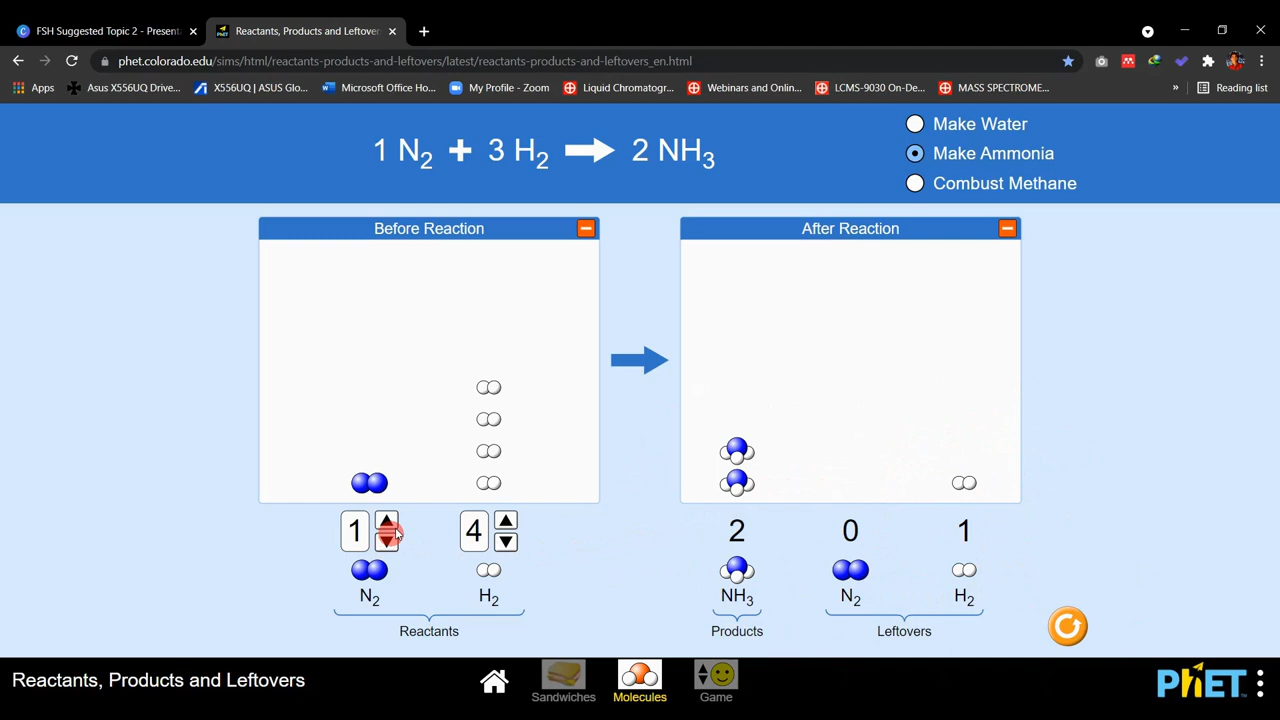 FSH Suggested Topic 2 - Present
Reactants, Products and Leftover
phet.colorado.edu/sims/html/reactants-products-and-leftovers/latest/reactants-products-and-leftovers_en.html
Apps
Asus X556UQ Drive...
X556UQ | ASUS Glo...
Microsoft Office Ho...
My Profile - Zoom
Liquid Chromatogr...
Webinars and Onlin...
LCMS-9030 On-De...
MASS SPECTROME...
»
Reading list
1 N₂ + 3 H₂ → 2 NH₃
Make Water
Make Ammonia
Combust Methane
Before Reaction
After Reaction
1
4
2
0
1
N₂
H₂
NH₃
N₂
H₂
Reactants
Products
Leftovers
Reactants, Products and Leftovers
Sandwiches
Molecules
Game
PhET